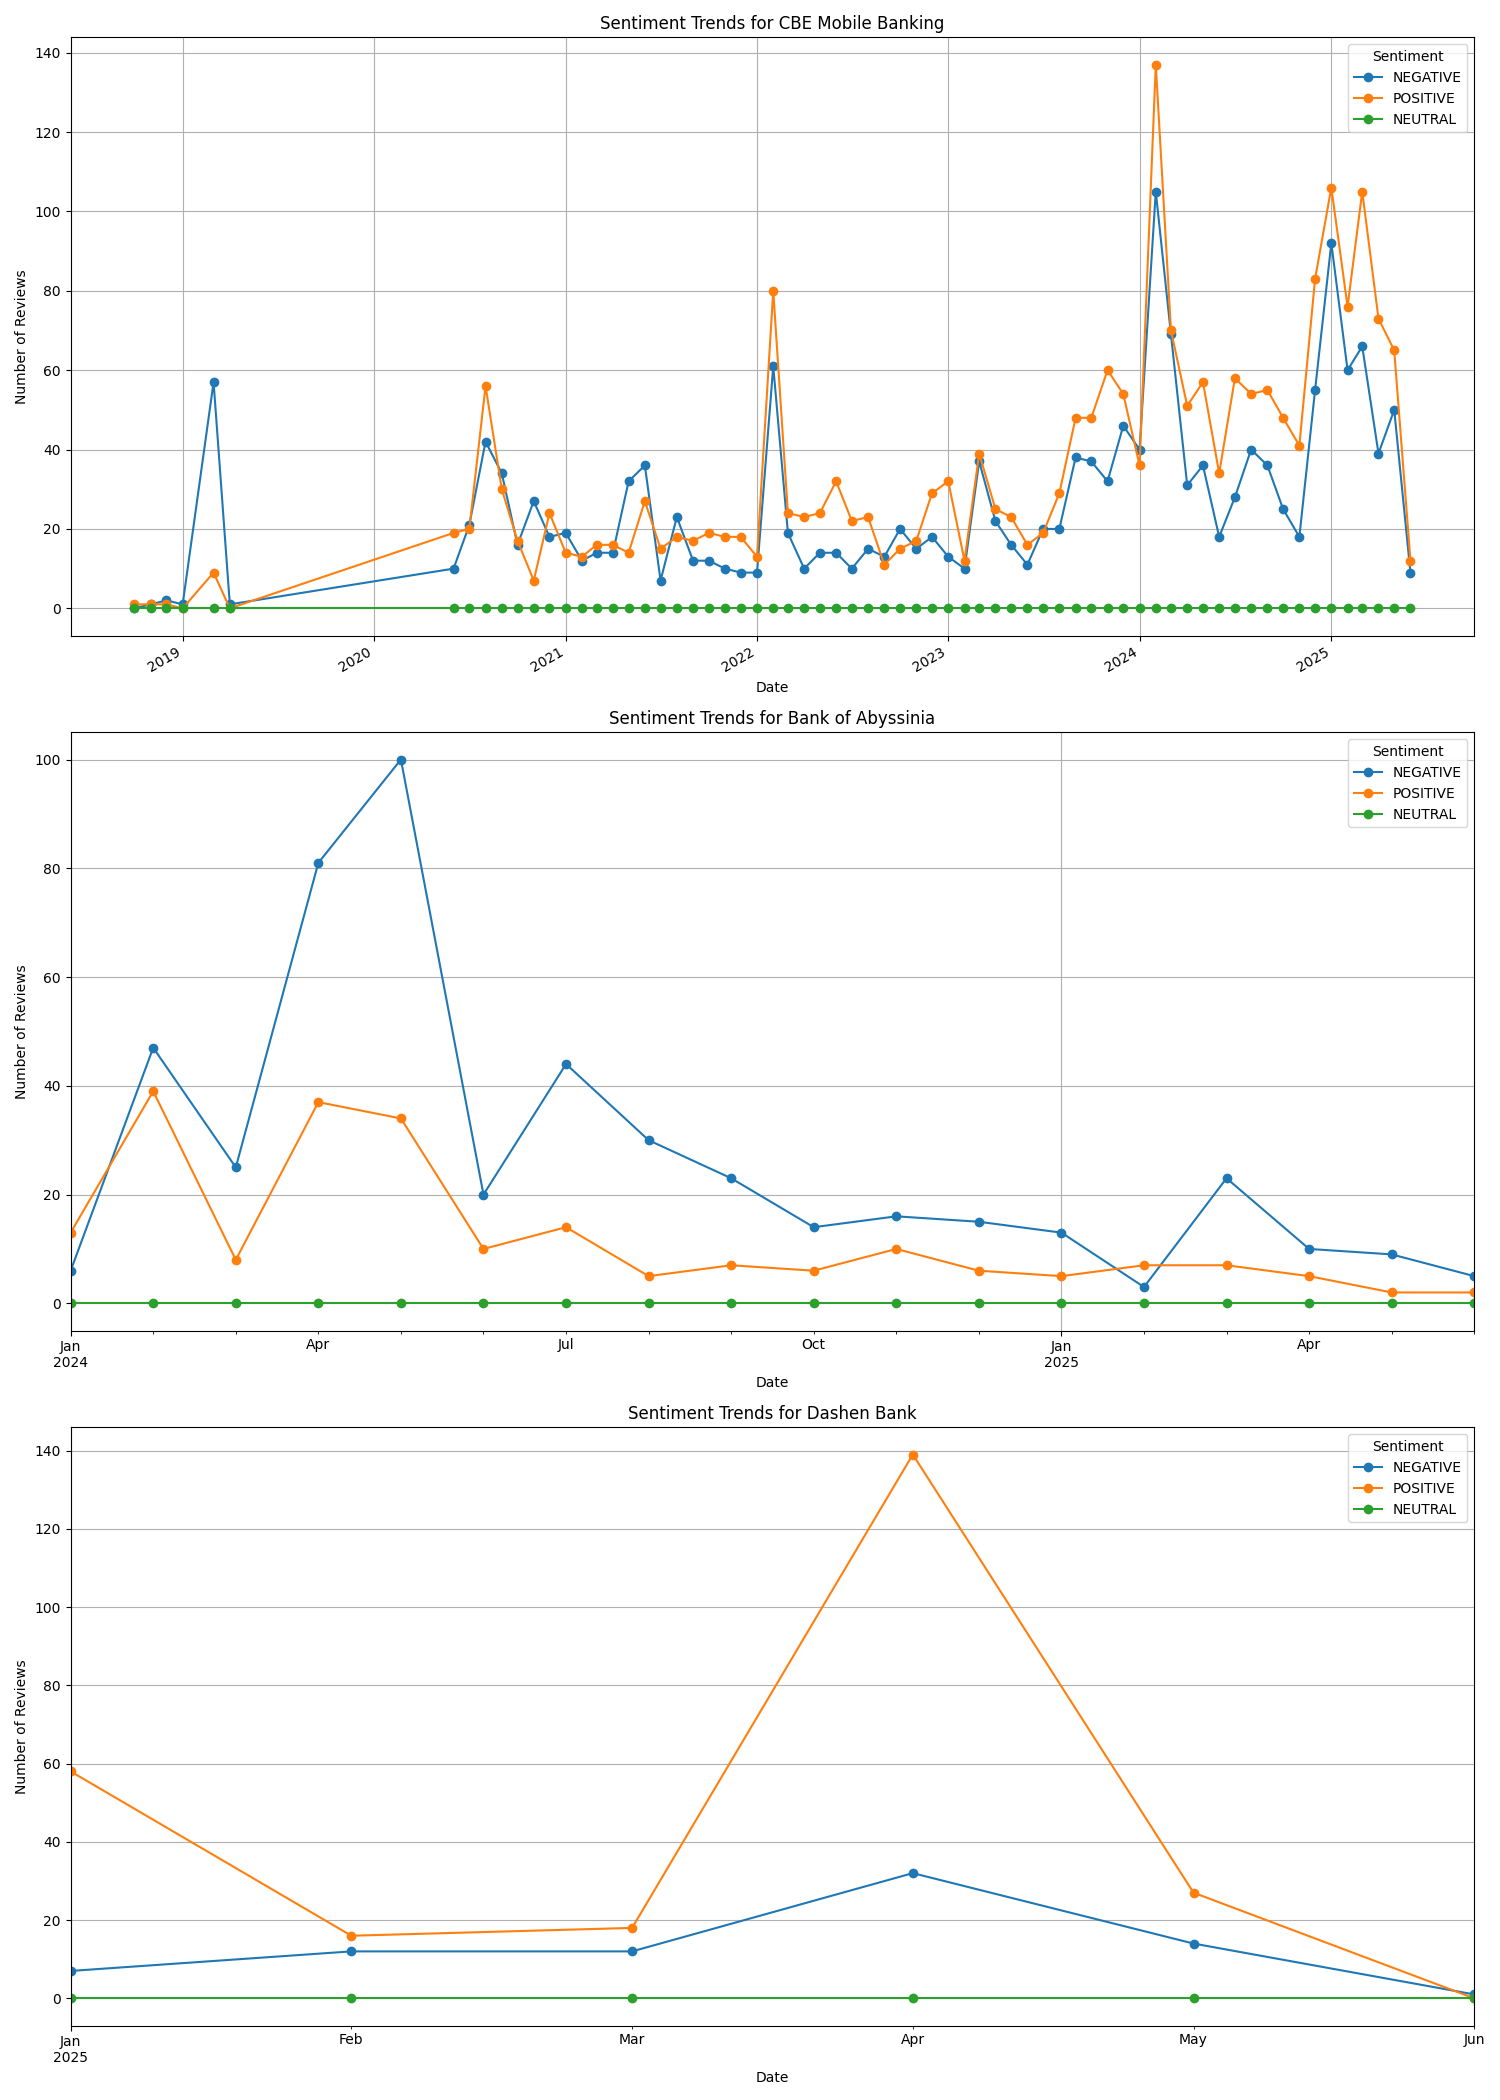 Sentiment Trends for CBE Mobile Banking
140
120
100
80
60
40
20
0
Number of Reviews
Sentiment
NEGATIVE
POSITIVE
NEUTRAL
2019
2020
2021
2022
2023
2024
2025
Date
Sentiment Trends for Bank of Abyssinia
100
80
60
40
20
0
Number of Reviews
Sentiment
NEGATIVE
POSITIVE
NEUTRAL
Jan
2024
Apr
Jul
Oct
Jan
2025
Apr
Date
Sentiment Trends for Dashen Bank
140
120
100
80
60
40
20
0
Number of Reviews
Sentiment
NEGATIVE
POSITIVE
NEUTRAL
Jan
2025
Feb
Mar
Apr
May
Jun
Date